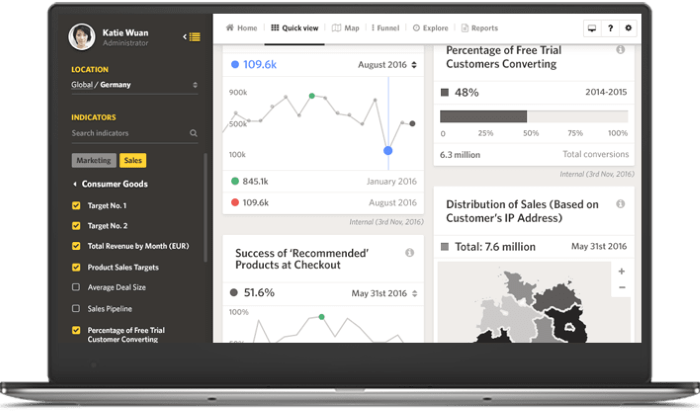 Katie Wuan
Administrator
LOCATION
Global / Germany
INDICATORS
Search indicators
Marketing
Sales
Consumer Goods
Target No. 1
Target No. 2
Total Revenue by Month (EUR)
Product Sales Targets
Average Deal Size
Sales Pipeline
Percentage of Free Trial
Customer Converting
Home
Quick view
Map
Funnel
Explore
Reports
?
109.6k
August 2016
900k
500k
100k
845.1k
January 2016
109.6k
August 2016
Internal (3rd Nov, 2016)
Success of ‘Recommended’
Products at Checkout
51.6%
May 31st 2016
100%
Percentage of Free Trial
Customers Converting
48%
2014-2015
0
25%
50%
75%
100%
6.3 million
Total conversions
Internal (3rd Nov, 2016)
Distribution of Sales (Based on
Customer’s IP Address)
Total: 7.6 million
May 31st 2016
+
−